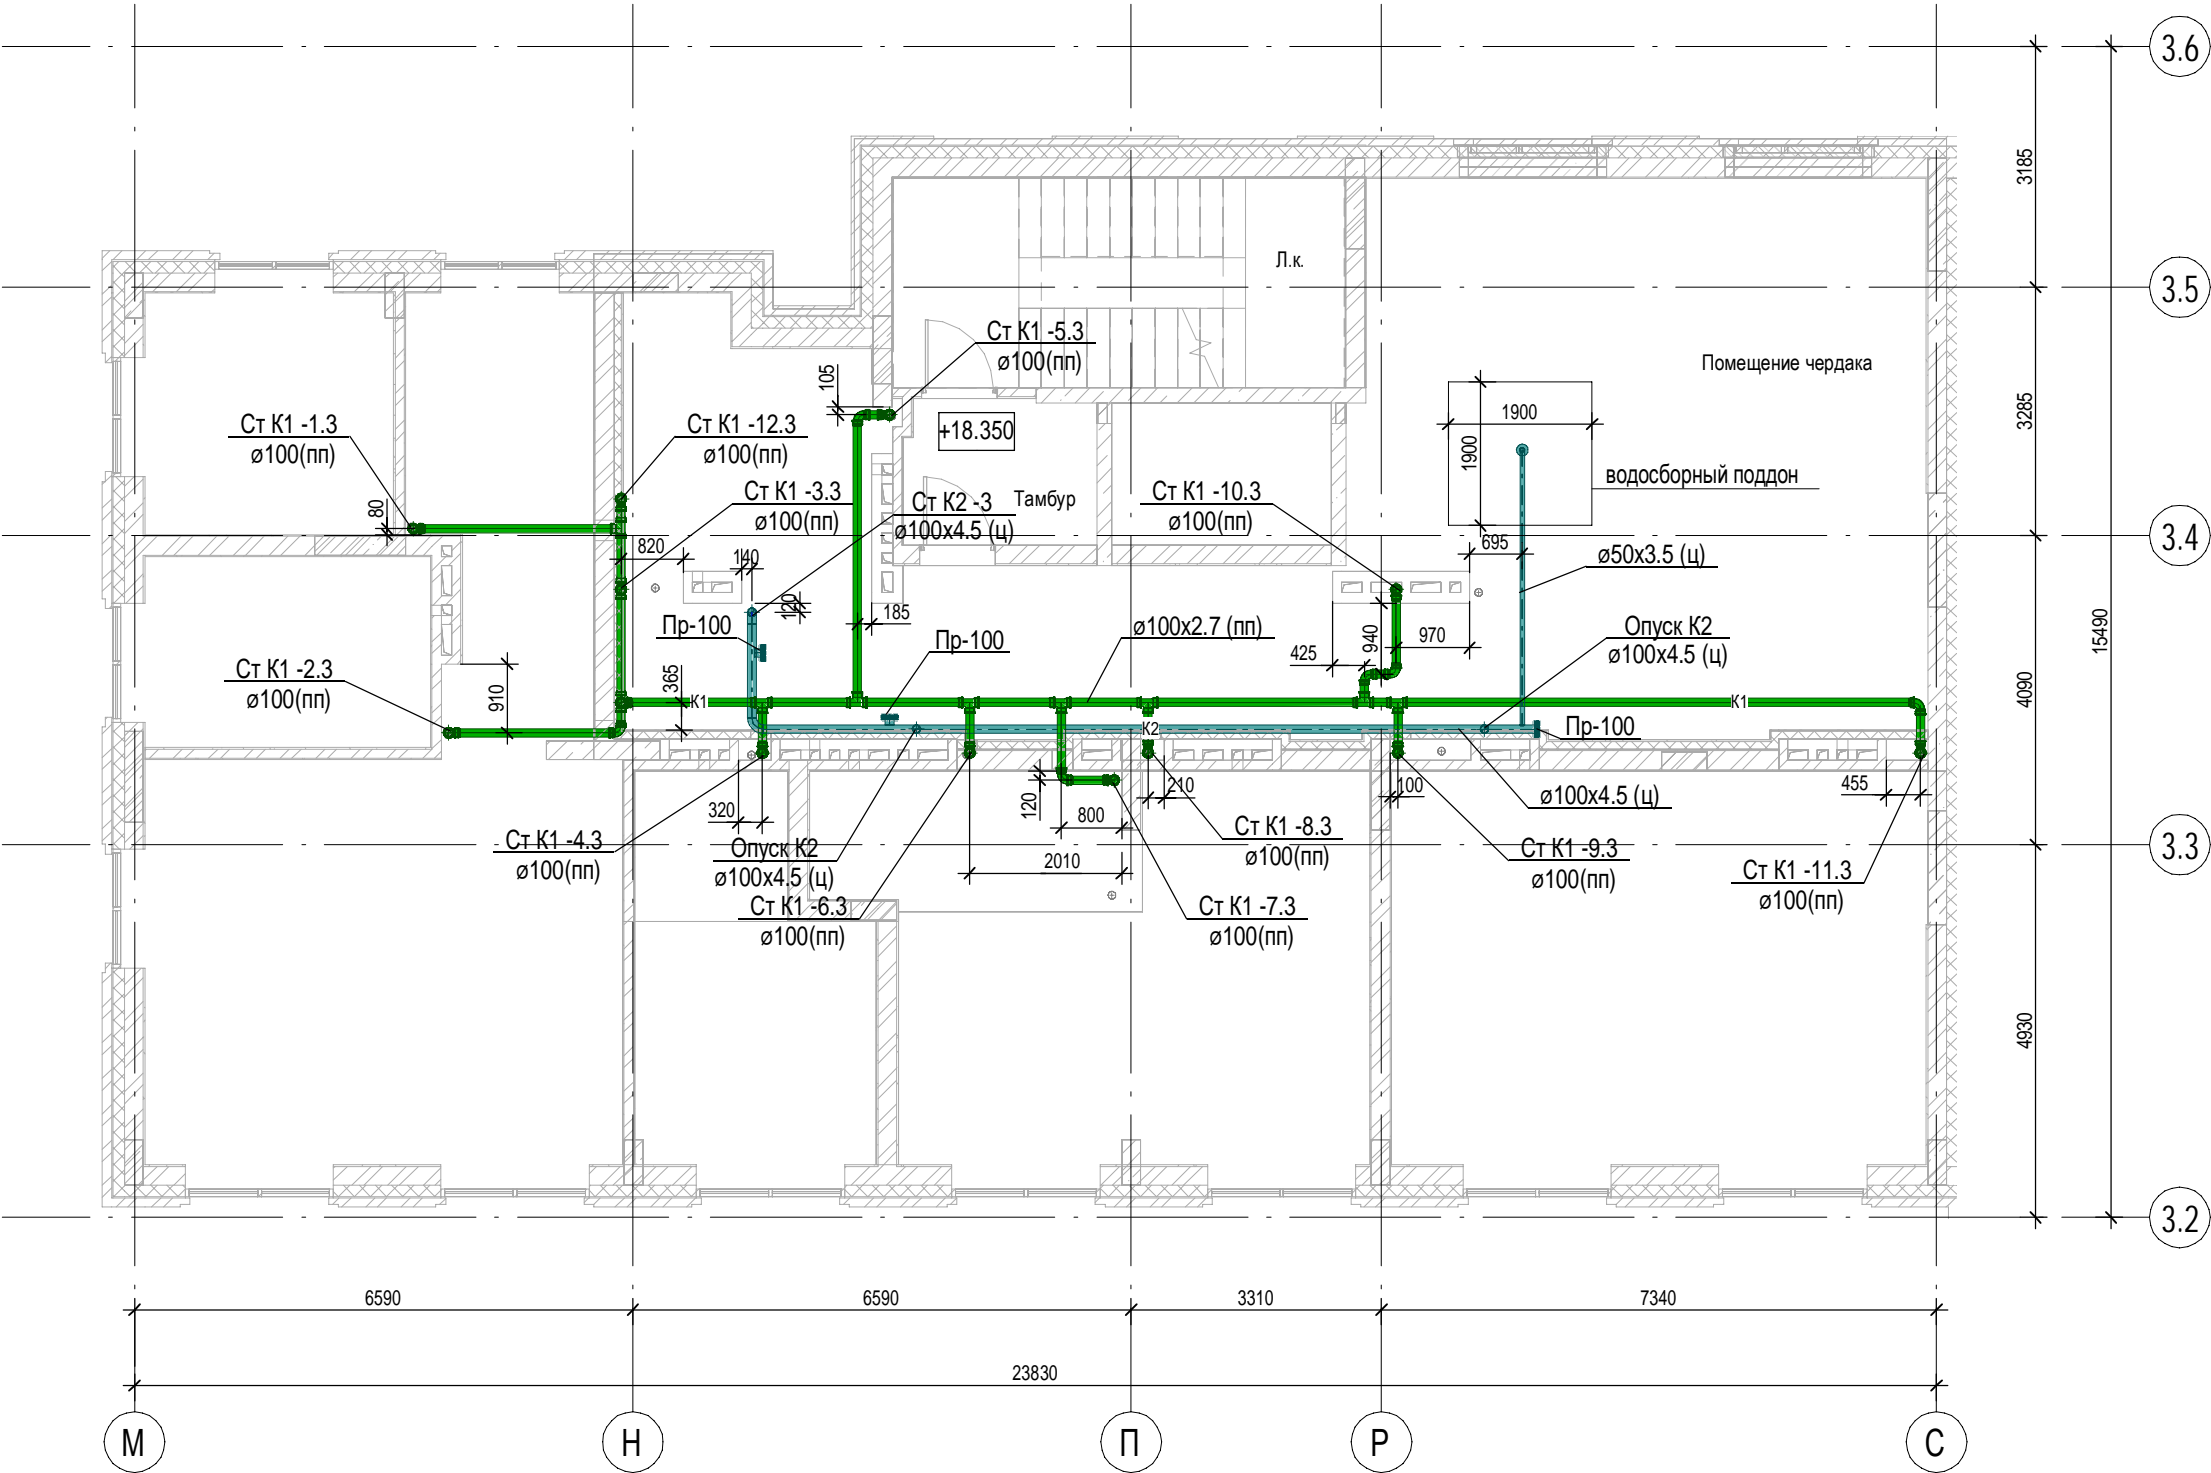 3.6
3185
Л.к.
3.5
Ст К1 -5.3
ø100(пп)
Помещение чердака
105
1900
3285
Ст К1 -1.3
ø100(пп)
Ст К1 -12.3
ø100(пп)
+18.350
1900
водосборный поддон
80
Ст К1 -3.3
ø100(пп)
Ст К2 -3
ø100х4.5 (ц)
Тамбур
Ст К1 -10.3
ø100(пп)
3.4
820
140
695
ø50х3.5 (ц)
120
185
Пр-100
Пр-100
ø100х2.7 (пп)
425
940
970
Опуск К2
ø100х4.5 (ц)
15490
Ст К1 -2.3
ø100(пп)
910
365
4090
К1
К1
К2
Пр-100
120
210
100
455
320
800
ø100х4.5 (ц)
Ст К1 -4.3
ø100(пп)
Опуск К2
ø100х4.5 (ц)
2010
Ст К1 -8.3
ø100(пп)
Ст К1 -9.3
ø100(пп)
Ст К1 -11.3
ø100(пп)
3.3
Ст К1 -6.3
ø100(пп)
Ст К1 -7.3
ø100(пп)
4930
3.2
6590
6590
3310
7340
23830
М
Н
П
Р
С